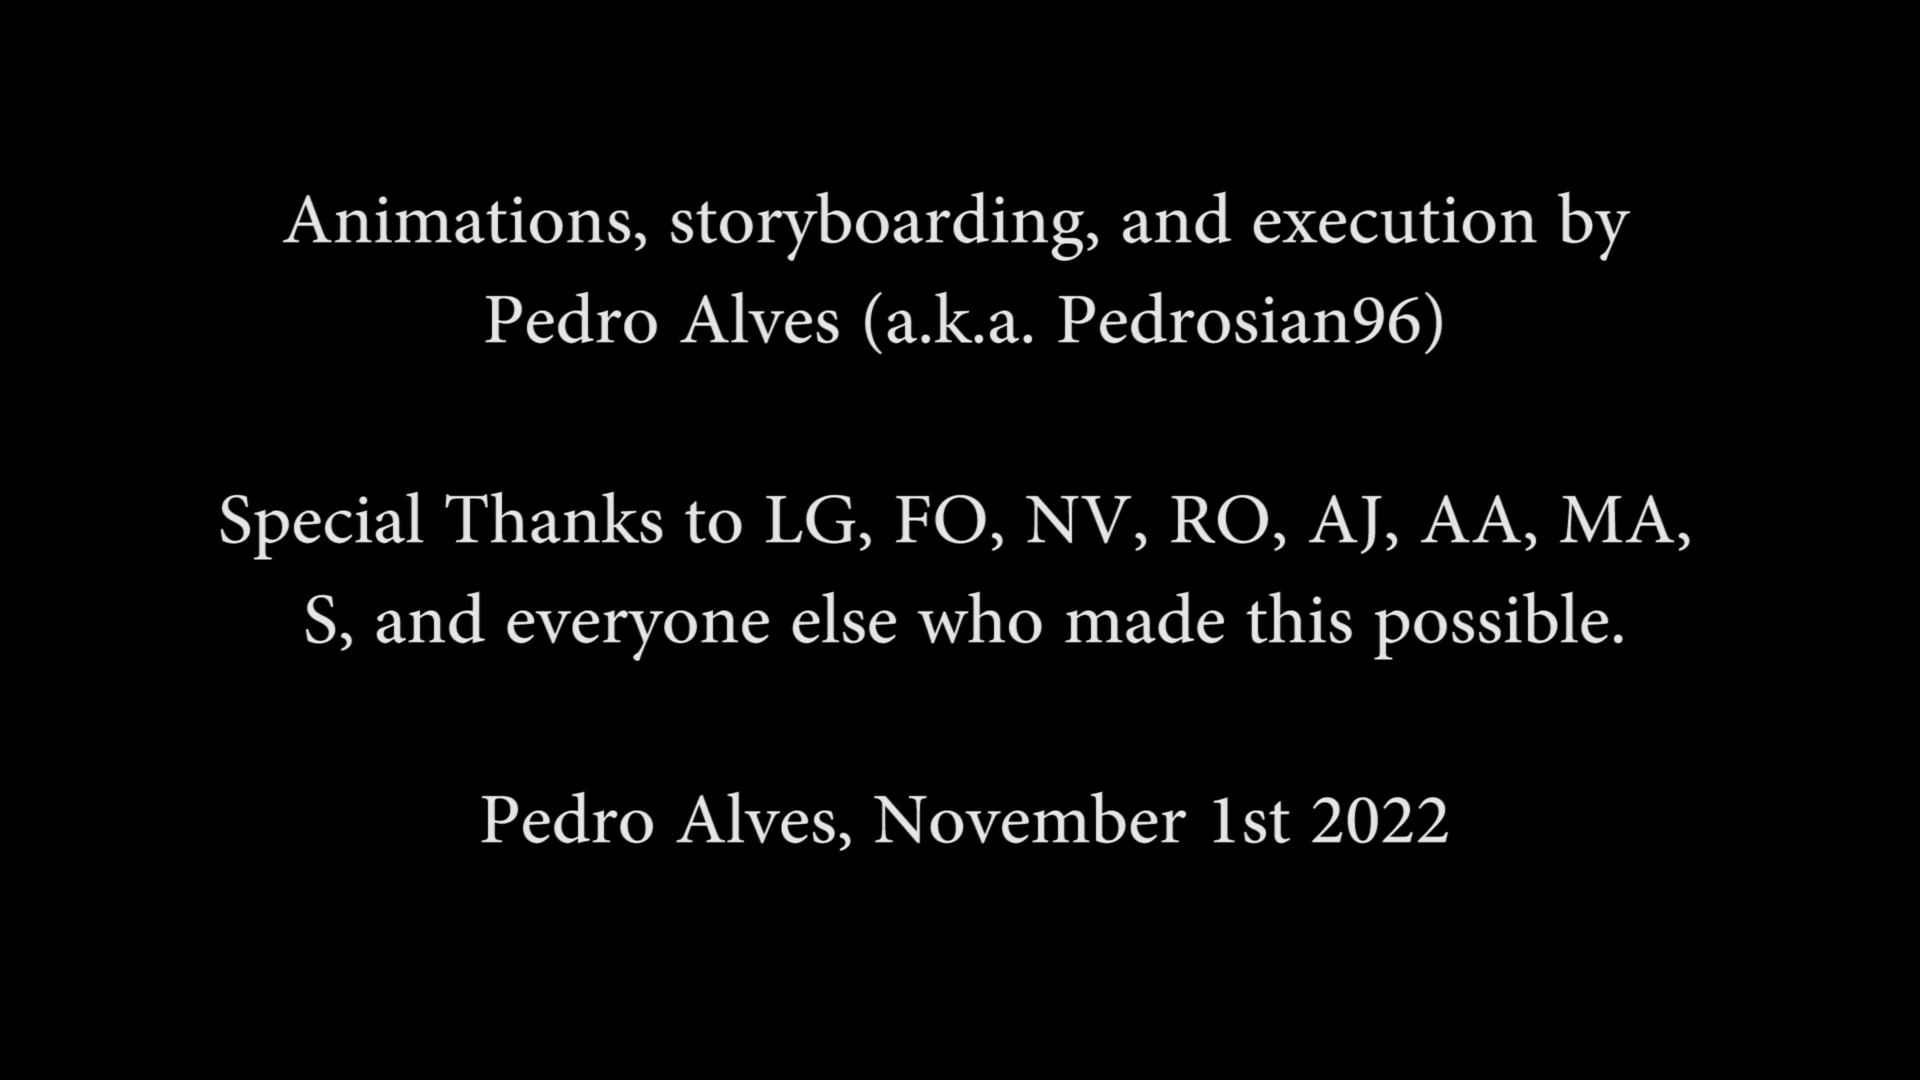 Animations, storyboarding, and execution by
Pedro Alves (a.k.a. Pedrosian96)
Special Thanks to LG, FO, NV, RO, AJ, AA, MA,
S, and everyone else who made this possible.
Pedro Alves, November 1st 2022